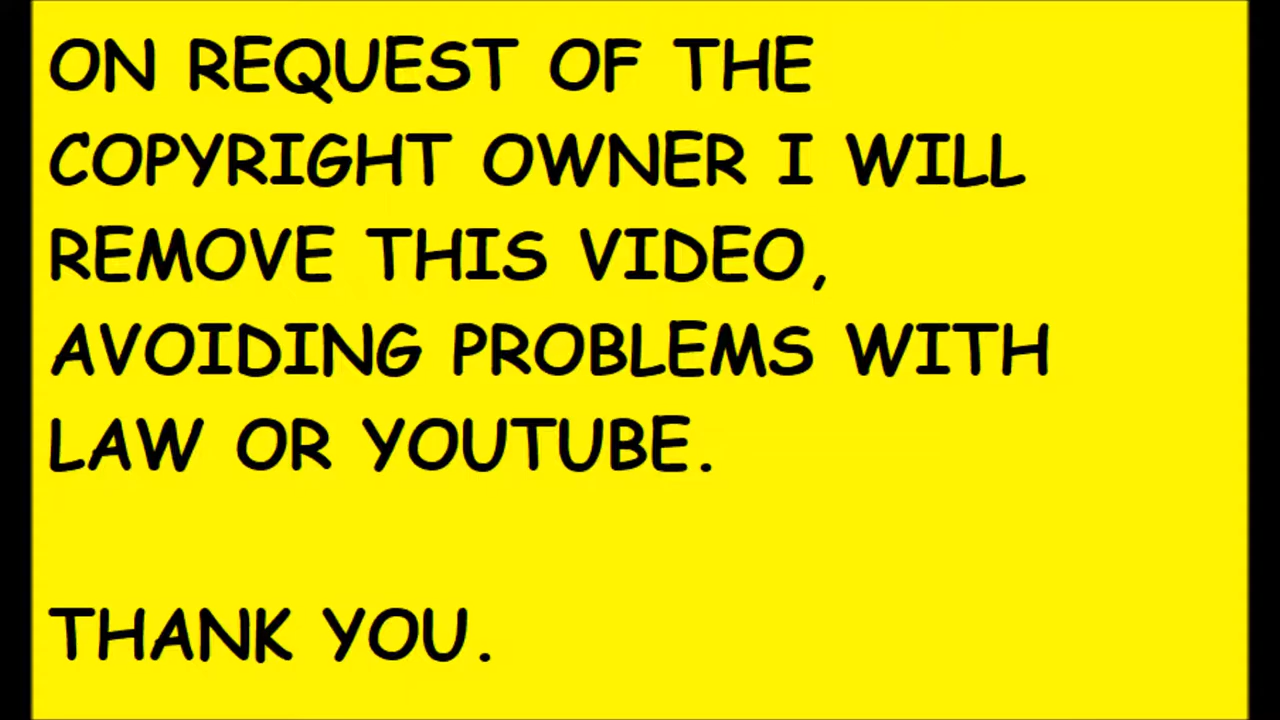 ON REQUEST OF THE
COPYRIGHT OWNER I WILL
REMOVE THIS VIDEO,
AVOIDING PROBLEMS WITH
LAW OR YOUTUBE.
THANK YOU.